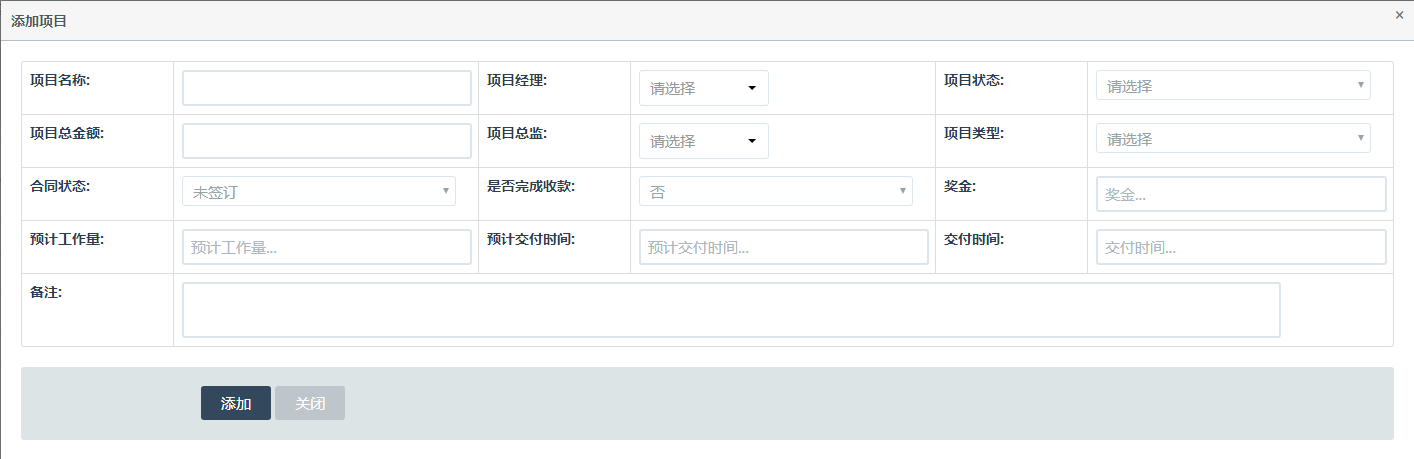 添加项目 ×
项目名称: 项目经理: 请选择 项目状态: 请选择
项目总金额: 项目总监: 请选择 项目类型: 请选择
合同状态: 未签订 是否完成收款: 否 奖金: 奖金...
预计工作量: 预计工作量... 预计交付时间: 预计交付时间... 交付时间: 交付时间...
备注:
添加 关闭